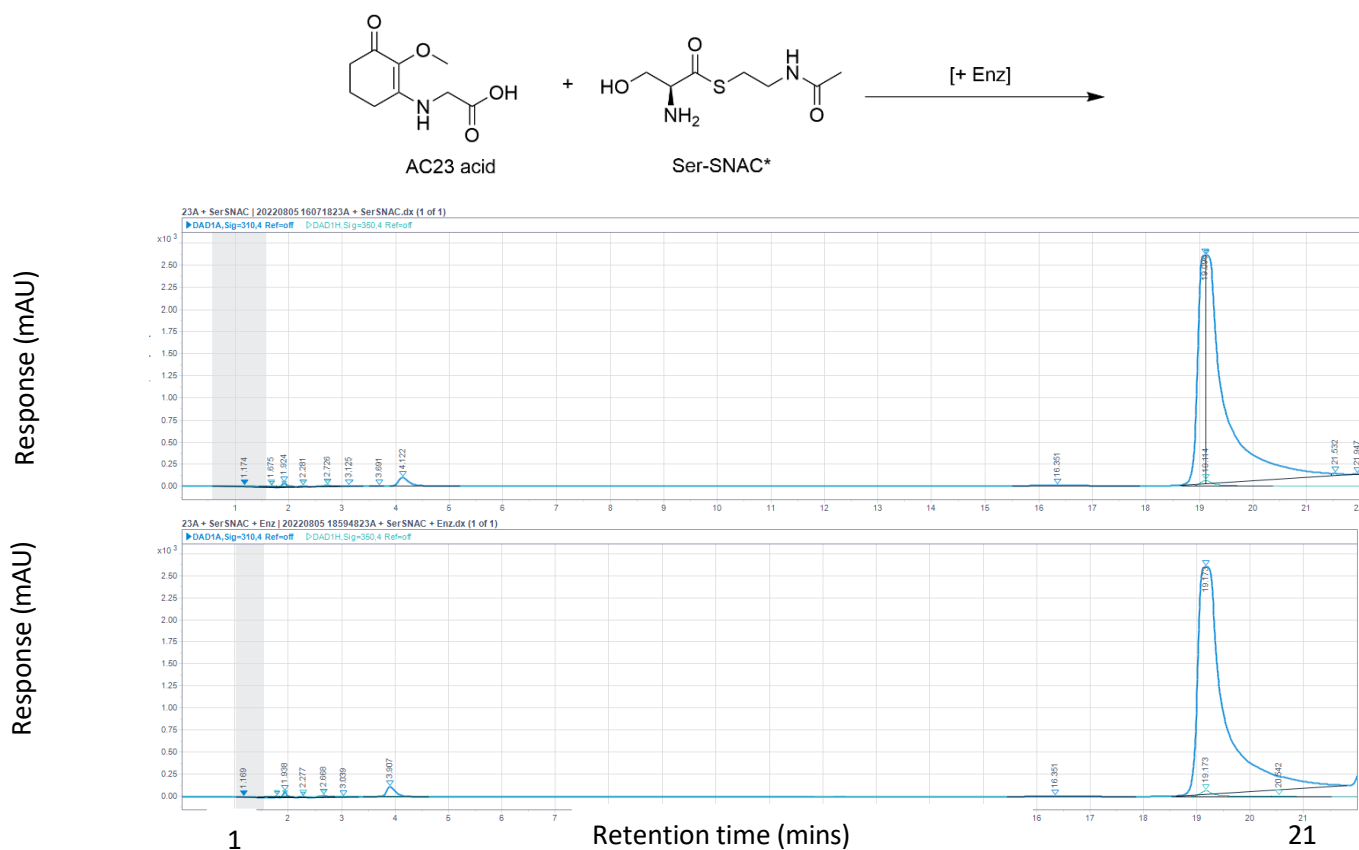 O
O
OH
N
H
O
+
HO
O
S
NH2
H
N
O
[+ Enz]
AC23 acid
Ser-SNAC*
Response (mAU)
23A + SerSNAC | 20220805 16071823A + SerSNAC.dx (1 of 1)
DAD1A,Sig=310,4 Ref=off DAD1H,Sig=350,4 Ref=off
x10 3
2.50
2.25
2.00
1.75
1.50
1.25
1.00
0.75
0.50
0.25
0.00
1.174
1.675
1.924
2.281
2.726
3.125
3.691
4.122
16.351
19.114
21.532
21.947
1 2 3 4 5 6 7 8 9 10 11 12 13 14 15 16 17 18 19 20 21
Response (mAU)
23A + SerSNAC + Enz | 20220805 18594823A + SerSNAC + Enz.dx (1 of 1)
DAD1A,Sig=310,4 Ref=off DAD1H,Sig=350,4 Ref=off
x10 3
2.50
2.25
2.00
1.75
1.50
1.25
1.00
0.75
0.50
0.25
0.00
1.169
1.938
2.277
2.668
3.039
3.907
16.351
19.173
19.173
20.542
2 3 4 5 6 7 16 17 18 19 20 21
1 Retention time (mins) 21